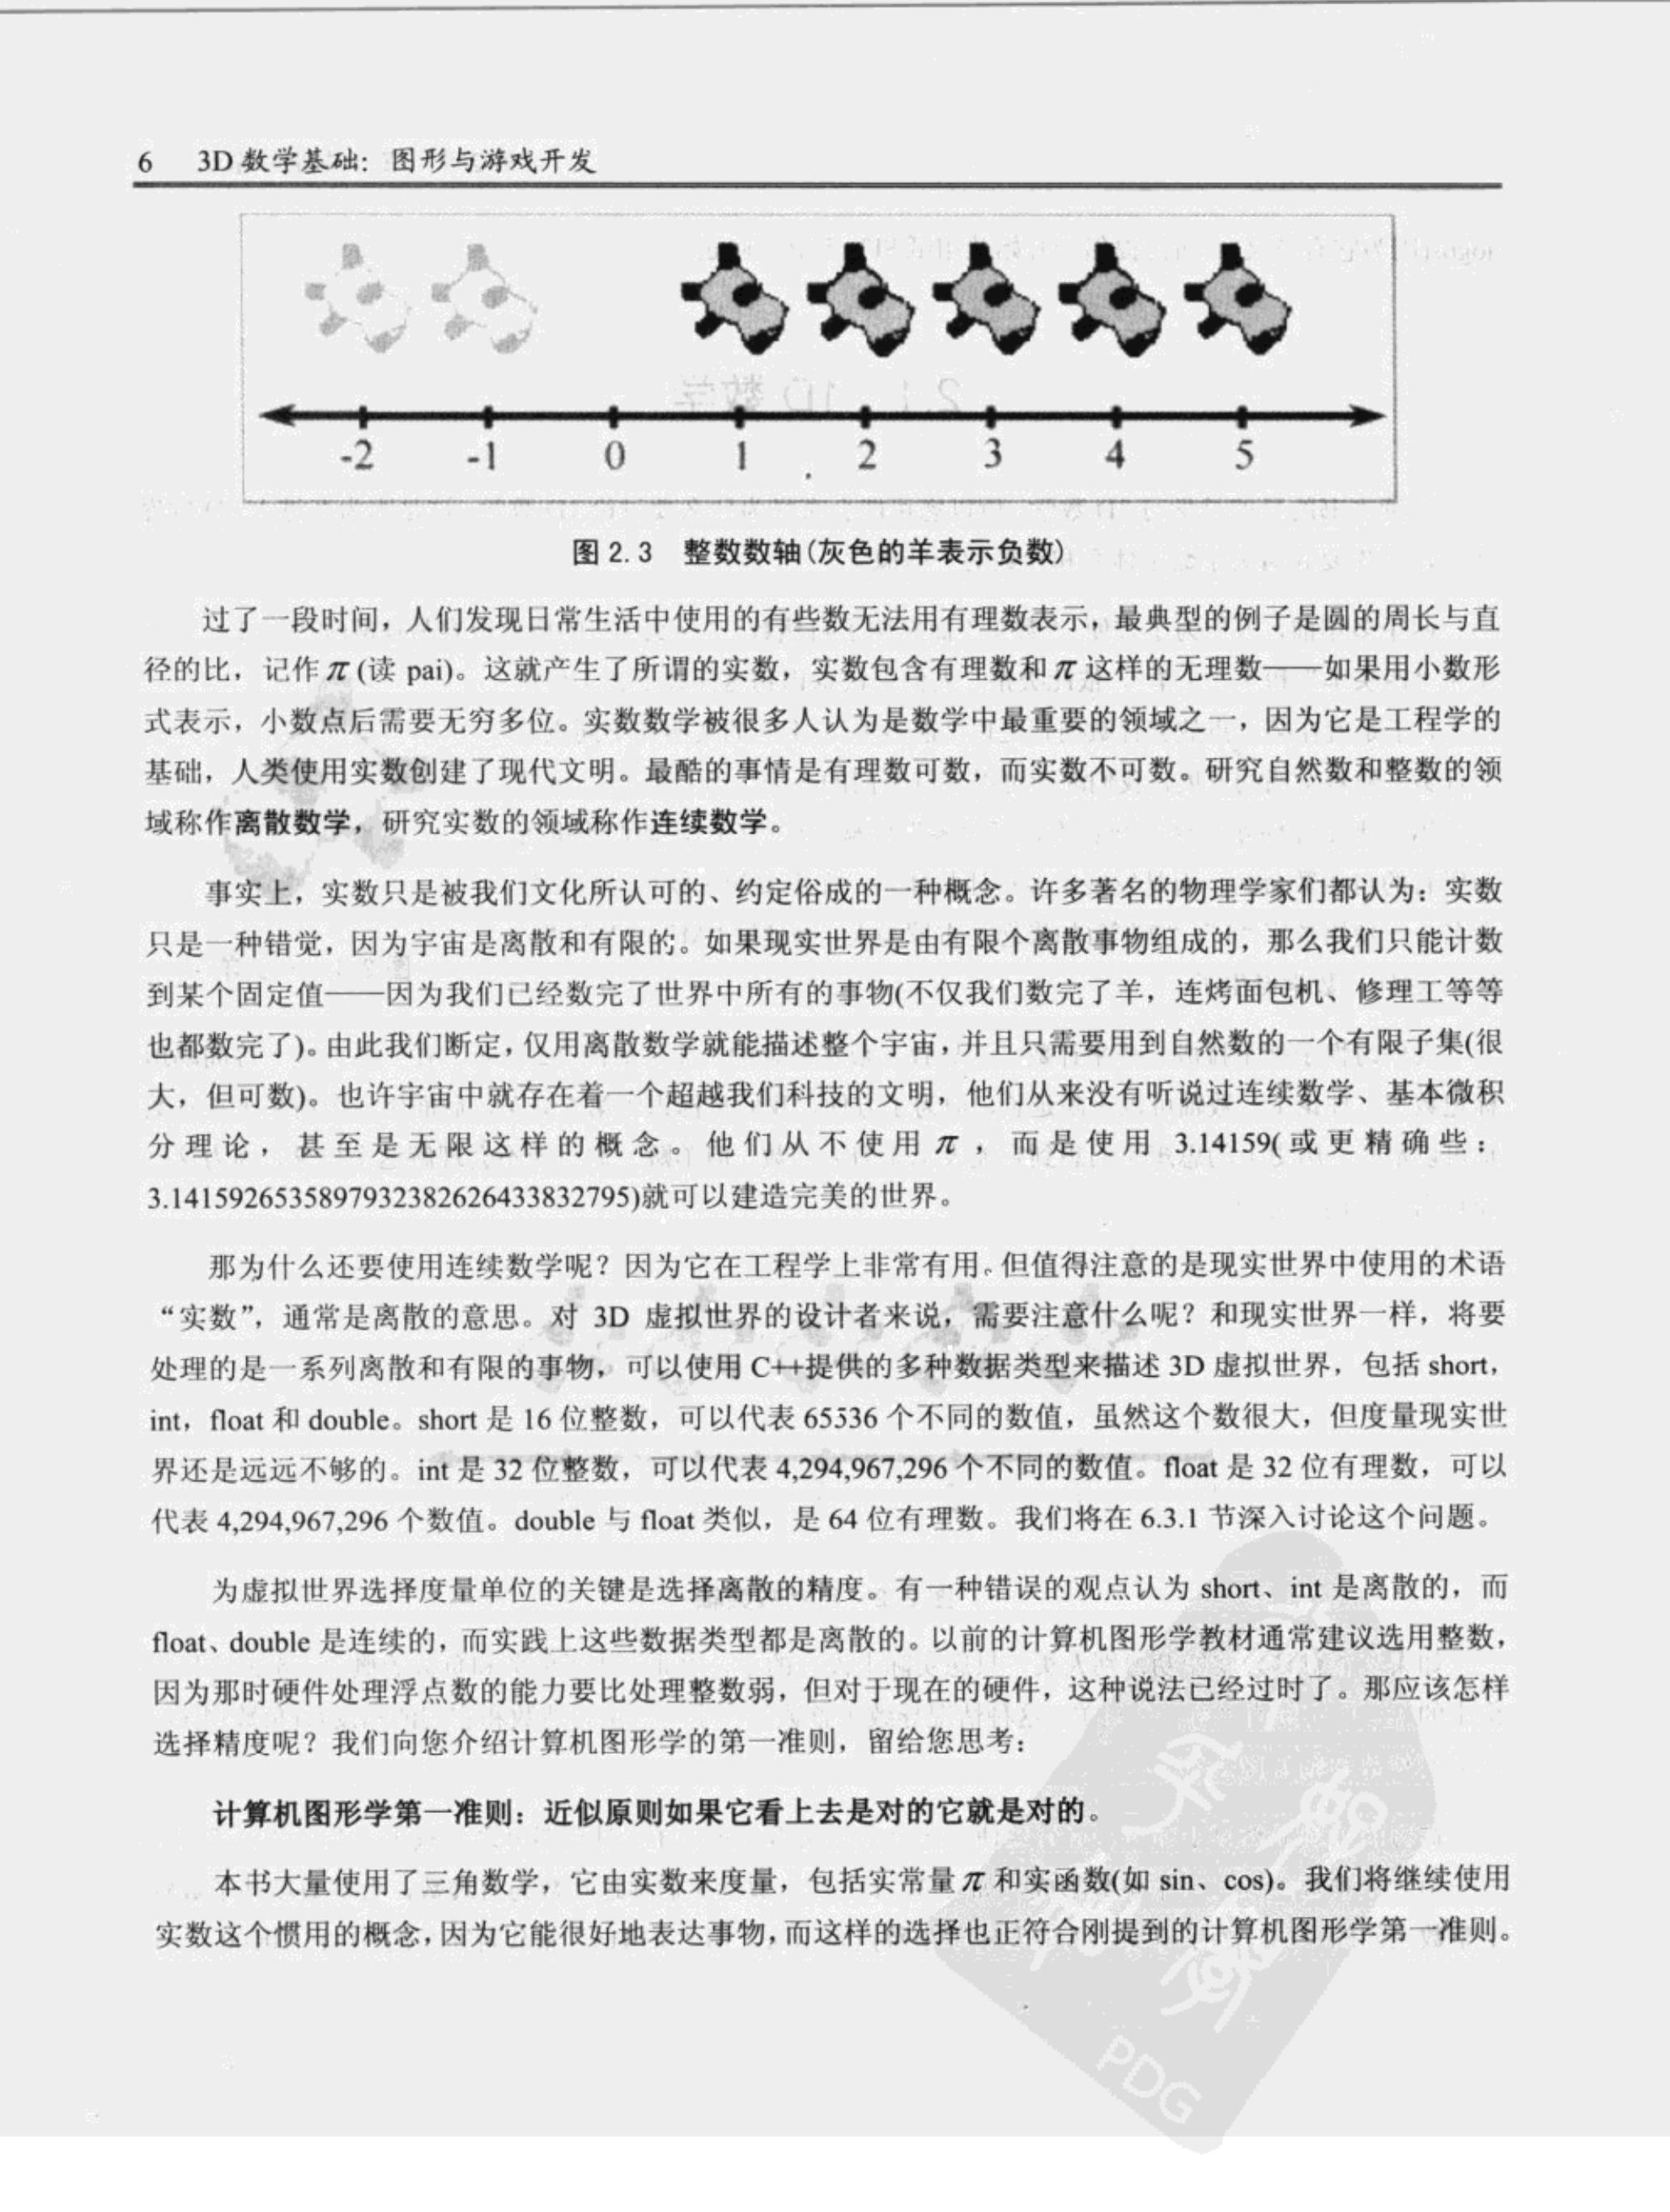 6 3D 数学基础：图形与游戏开发
-2 -1 0 1 2 3 4 5
图 2.3 整数数轴(灰色的羊表示负数)
过了一段时间，人们发现日常生活中使用的有些数无法用有理数表示，最典型的例子是圆的周长与直
径的比，记作 π (读 pai)。这就产生了所谓的实数，实数包含有理数和 π 这样的无理数——如果用小数形
式表示，小数点后需要无穷多位。实数数学被很多人认为是数学中最重要的领域之一，因为它是工程学的
基础，人类使用实数创建了现代文明。最酷的事情是有理数可数，而实数不可数。研究自然数和整数的领
域称作离散数学，研究实数的领域称作连续数学。
事实上，实数只是被我们文化所认可的、约定俗成的一种概念。许多著名的物理学家们都认为：实数
只是一种错觉，因为宇宙是离散和有限的。如果现实世界是由有限个离散事物组成的，那么我们只能计数
到某个固定值——因为我们已经数完了世界中所有的事物(不仅我们数完了羊，连烤面包机、修理工等等
也都数完了)。由此我们断定，仅用离散数学就能描述整个宇宙，并且只需要用到自然数的一个有限子集(很
大，但可数)。也许宇宙中就存在着一个超越我们科技的文明，他们从来没有听说过连续数学、基本微积
分理论，甚至是无限这样的概念。他们从不使用 π ，而是使用 3.14159(或更精确些：
3.1415926535897932382626433832795)就可以建造完美的世界。
那为什么还要使用连续数学呢？因为它在工程学上非常有用。但值得注意的是现实世界中使用的术语
“实数”，通常是离散的意思。对 3D 虚拟世界的设计者来说，需要注意什么呢？和现实世界一样，将要
处理的是一系列离散和有限的事物，可以使用 C++提供的多种数据类型来描述 3D 虚拟世界，包括 short，
int，float 和 double。short 是 16 位整数，可以代表 65536 个不同的数值，虽然这个数很大，但度量现实世
界还是远远不够的。int 是 32 位整数，可以代表 4,294,967,296 个不同的数值。float 是 32 位有理数，可以
代表 4,294,967,296 个数值。double 与 float 类似，是 64 位有理数。我们将在 6.3.1 节深入讨论这个问题。
为虚拟世界选择度量单位的关键是选择离散的精度。有一种错误的观点认为 short、int 是离散的，而
float、double 是连续的，而实践上这些数据类型都是离散的。以前的计算机图形学教材通常建议选用整数，
因为那时硬件处理浮点数的能力要比处理整数弱，但对于现在的硬件，这种说法已经过时了。那应该怎样
选择精度呢？我们向您介绍计算机图形学的第一准则，留给您思考：
计算机图形学第一准则：近似原则如果它看上去是对的它就是对的。
本书大量使用了三角数学，它由实数来度量，包括实常量 π 和实函数(如 sin、cos)。我们将继续使用
实数这个惯用的概念，因为它能很好地表达事物，而这样的选择也正符合刚提到的计算机图形学第一准则。
PDG